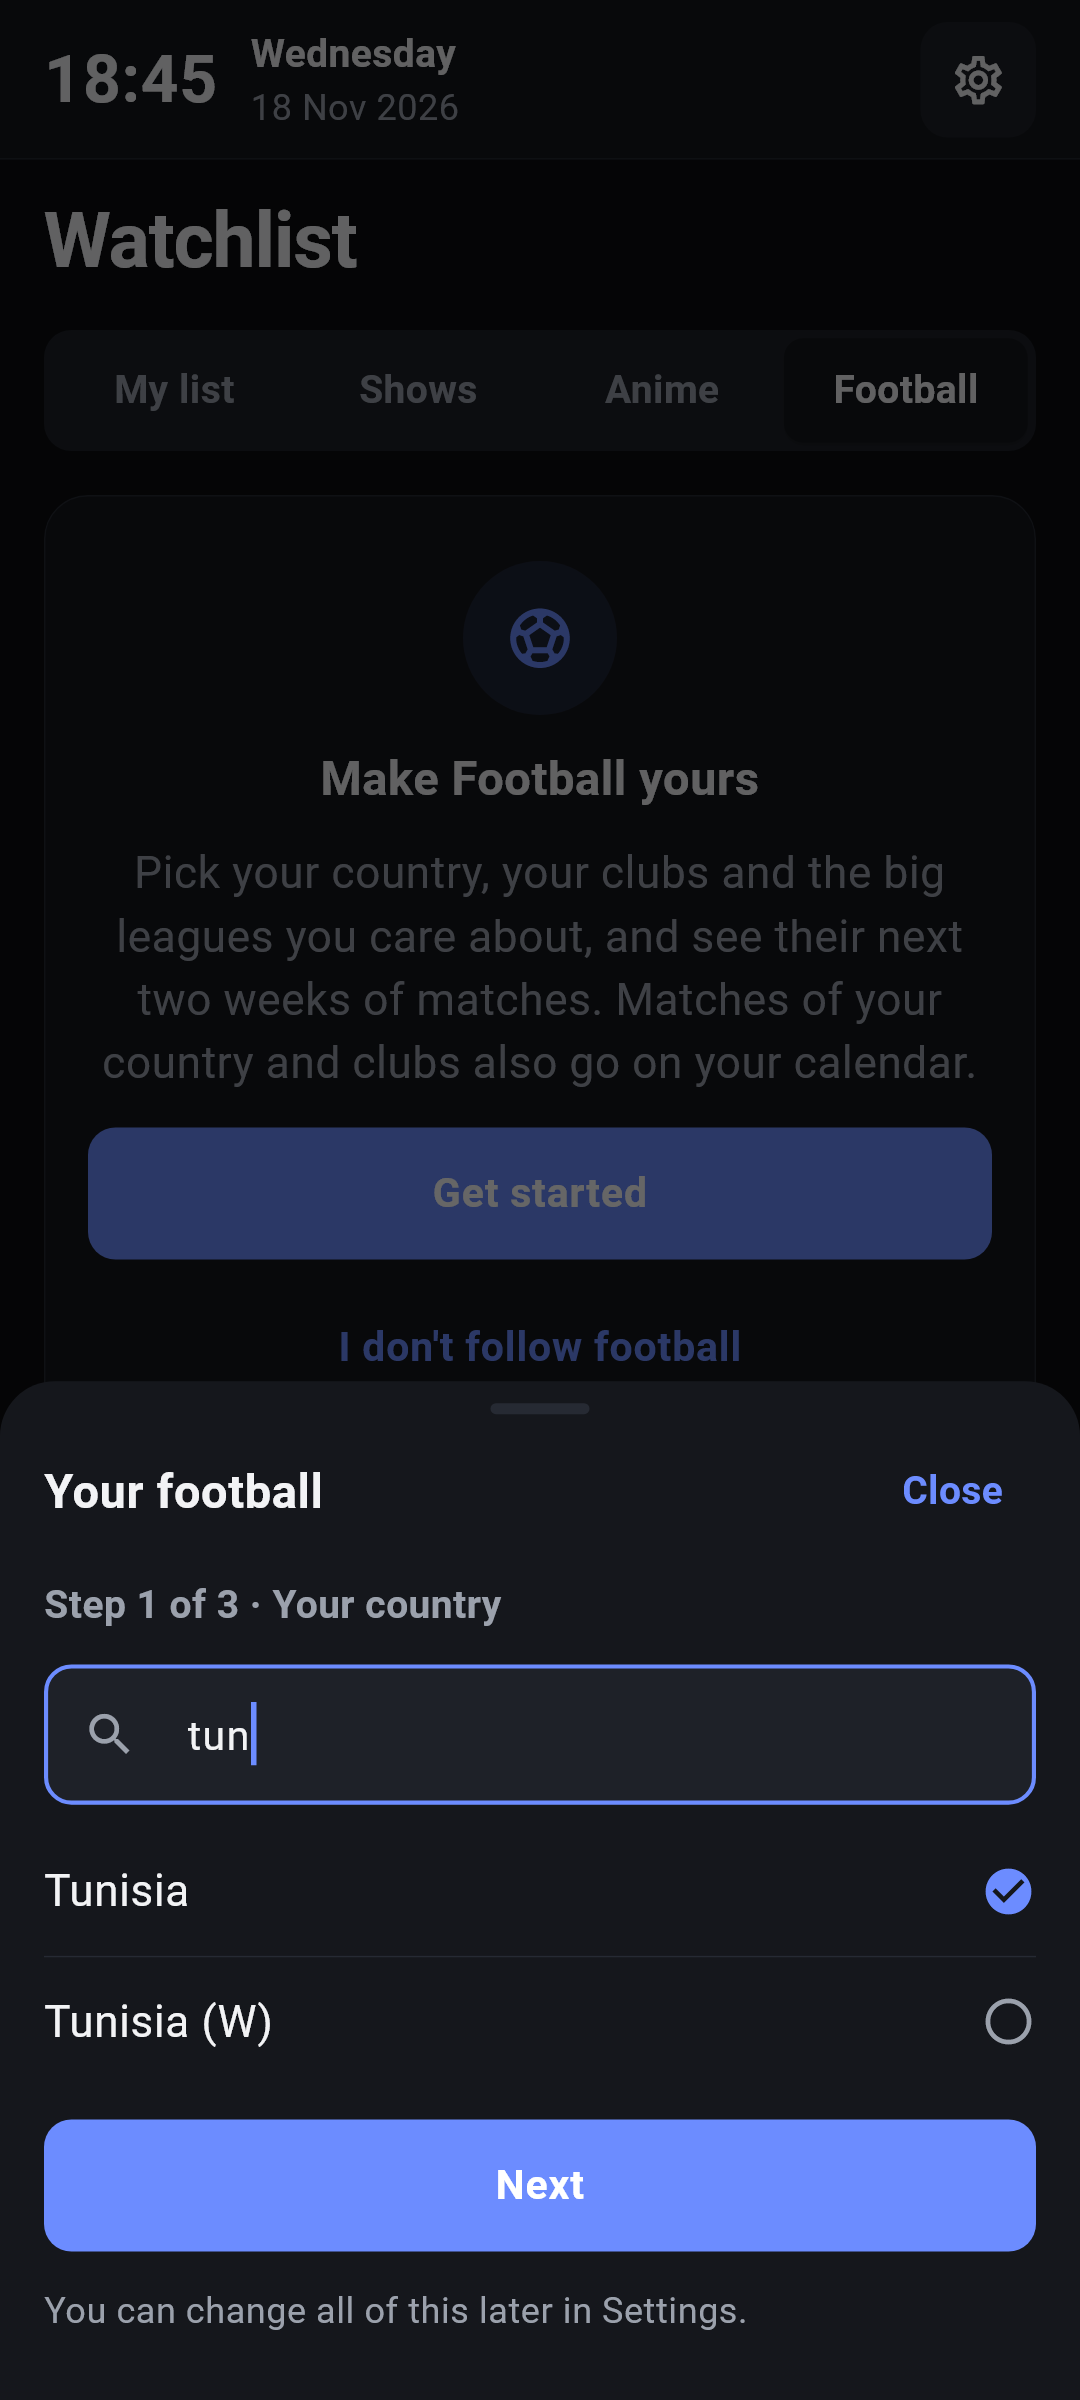 18:45
Wednesday
18 Nov 2026
Watchlist
My list
Shows
Anime
Football
Make Football yours
Pick your country, your clubs and the big
leagues you care about, and see their next
two weeks of matches. Matches of your
country and clubs also go on your calendar.
Get started
I don't follow football
Your football
Close
Step 1 of 3 · Your country
tun
Tunisia
Tunisia (W)
Next
You can change all of this later in Settings.